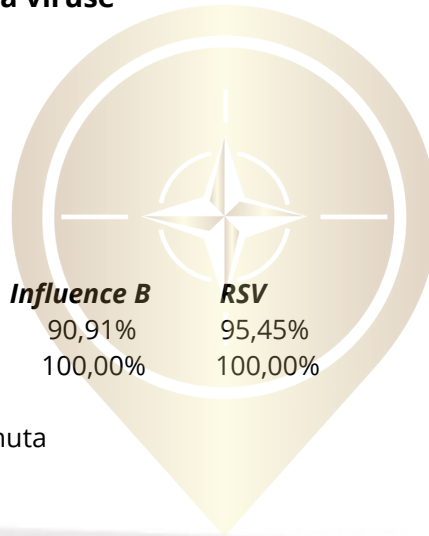 a viruse
Influence B RSV
90,91% 95,45%
100,00% 100,00%
nuta